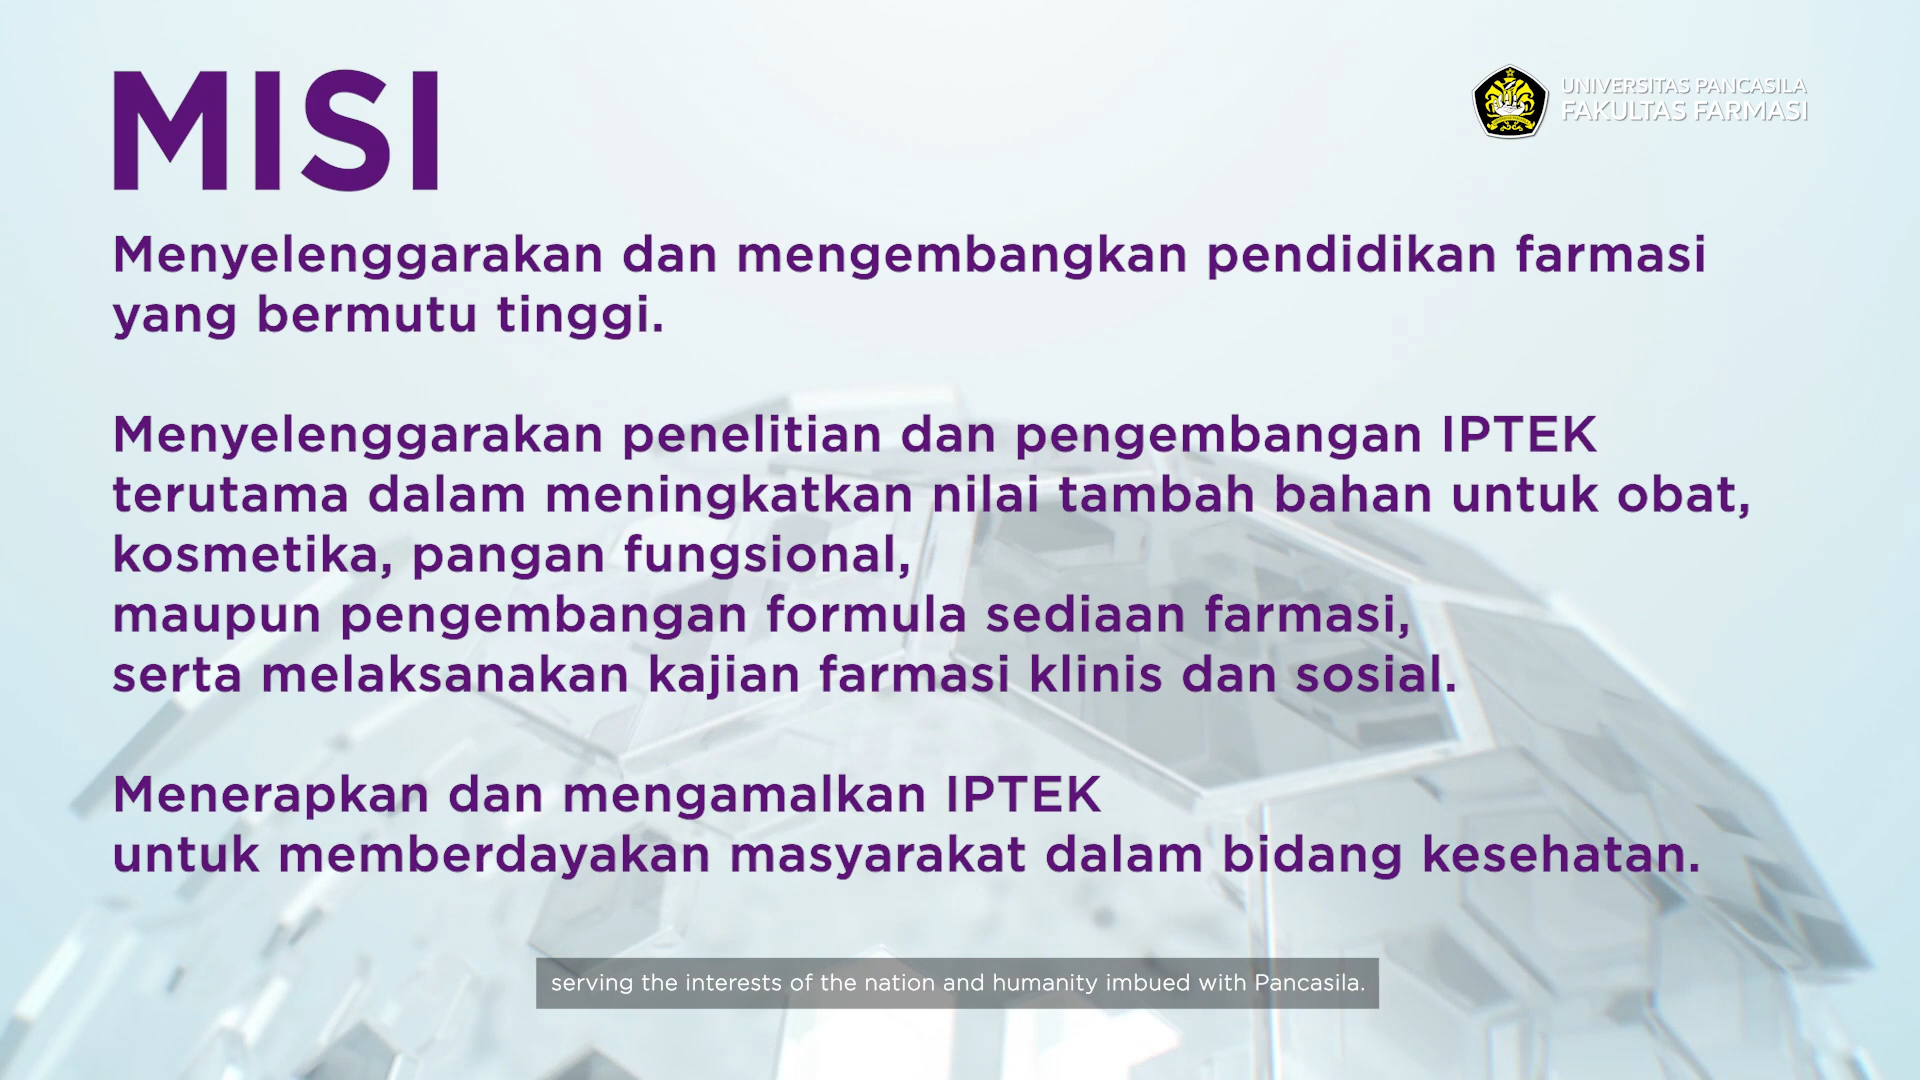 MISI
UNIVERSITAS PANCASILA
FAKULTAS FARMASI
Menyelenggarakan dan mengembangkan pendidikan farmasi
yang bermutu tinggi.
Menyelenggarakan penelitian dan pengembangan IPTEK
terutama dalam meningkatkan nilai tambah bahan untuk obat,
kosmetika, pangan fungsional,
maupun pengembangan formula sediaan farmasi,
serta melaksanakan kajian farmasi klinis dan sosial.
Menerapkan dan mengamalkan IPTEK
untuk memberdayakan masyarakat dalam bidang kesehatan.
serving the interests of the nation and humanity imbued with Pancasila.